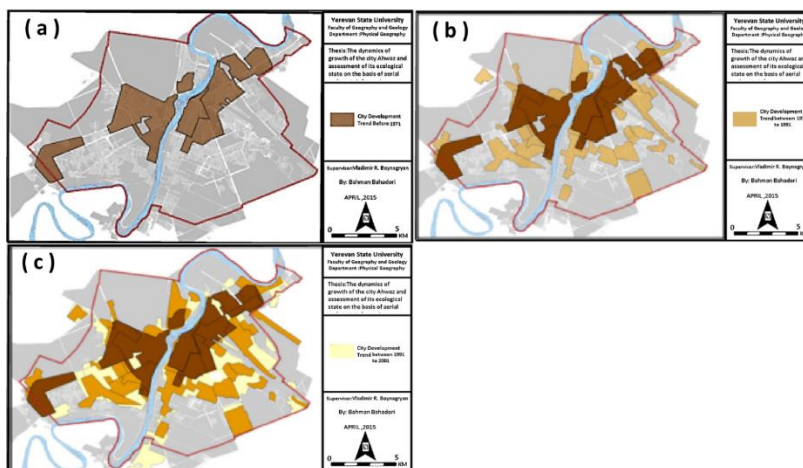 ( a )
Yerevan State University
Faculty of Geography and Geology
Department :Physical Geography
Thesis:The dynamics of
growth of the city Ahwaz and
assessment of its ecological
state on the basis of aerial
City Development
Trend Before 1971
Supervisor:Vladimir R. Boynagryan
By: Bahman Bahadori
APRIL ,2015
0 5
KM
( b )
Yerevan State University
Faculty of Geography and Geology
Department :Physical Geography
Thesis:The dynamics of
growth of the city Ahwaz and
assessment of its ecological
state on the basis of aerial
City Development
Trend between
to 1991
Supervisor:Vladimir R. Boynagryan
By: Bahman Bahadori
APRIL ,2015
0 5
KM
( c )
Yerevan State University
Faculty of Geography and Geology
Department :Physical Geography
Thesis:The dynamics of
growth of the city Ahwaz and
assessment of its ecological
state on the basis of aerial
City Development
Trend between 1991
to 2001
Supervisor:Vladimir R. Boynagryan
By: Bahman Bahadori
APRIL ,2015
0 5
KM